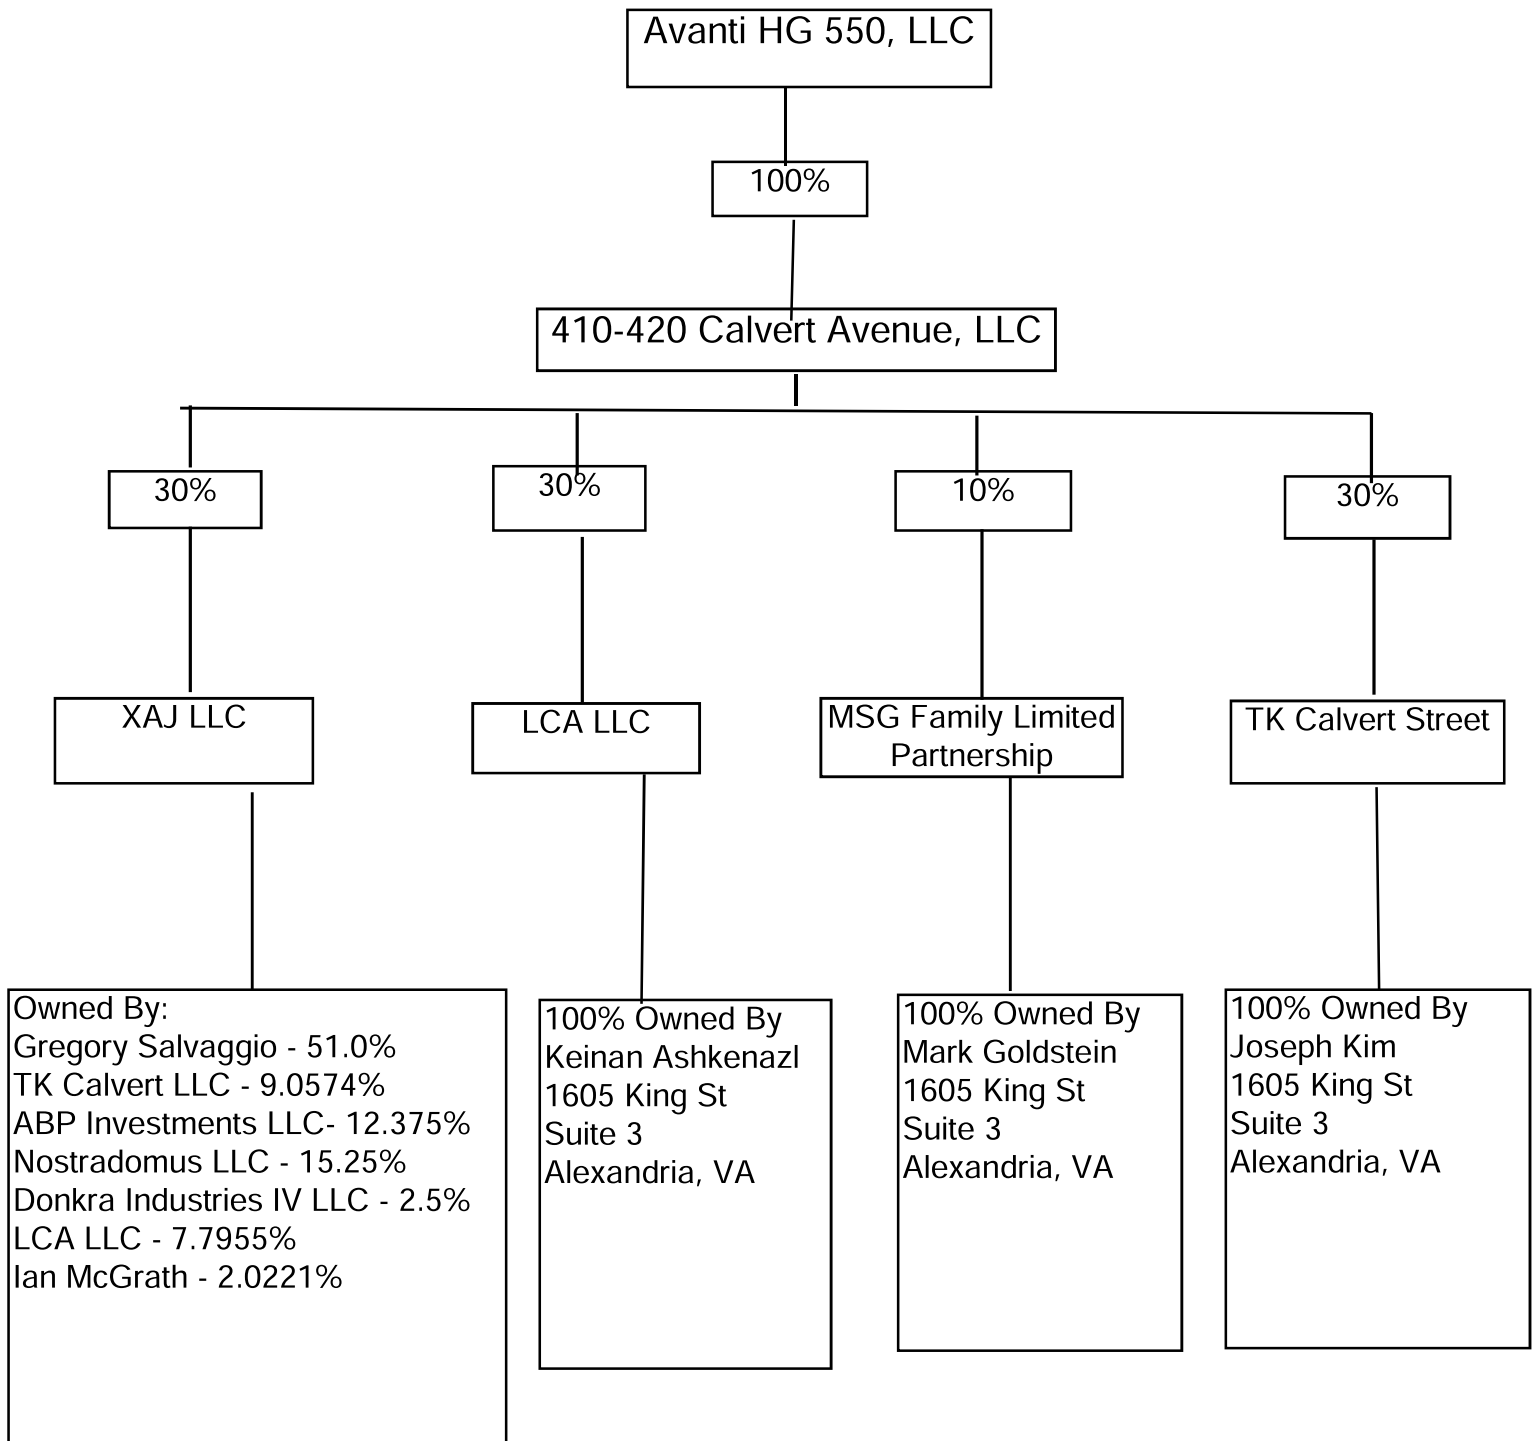 Avanti HG 550, LLC
100%
410-420 Calvert Avenue, LLC
30%
30%
10%
30%
XAJ LLC
LCA LLC
MSG Family Limited
Partnership
TK Calvert Street
Owned By:
Gregory Salvaggio - 51.0%
TK Calvert LLC - 9.0574%
ABP Investments LLC- 12.375%
Nostradomus LLC - 15.25%
Donkra Industries IV LLC - 2.5%
LCA LLC - 7.7955%
Ian McGrath - 2.0221%
100% Owned By
Keinan AshkenazI
1605 King St
Suite 3
Alexandria, VA
100% Owned By
Mark Goldstein
1605 King St
Suite 3
Alexandria, VA
100% Owned By
Joseph Kim
1605 King St
Suite 3
Alexandria, VA